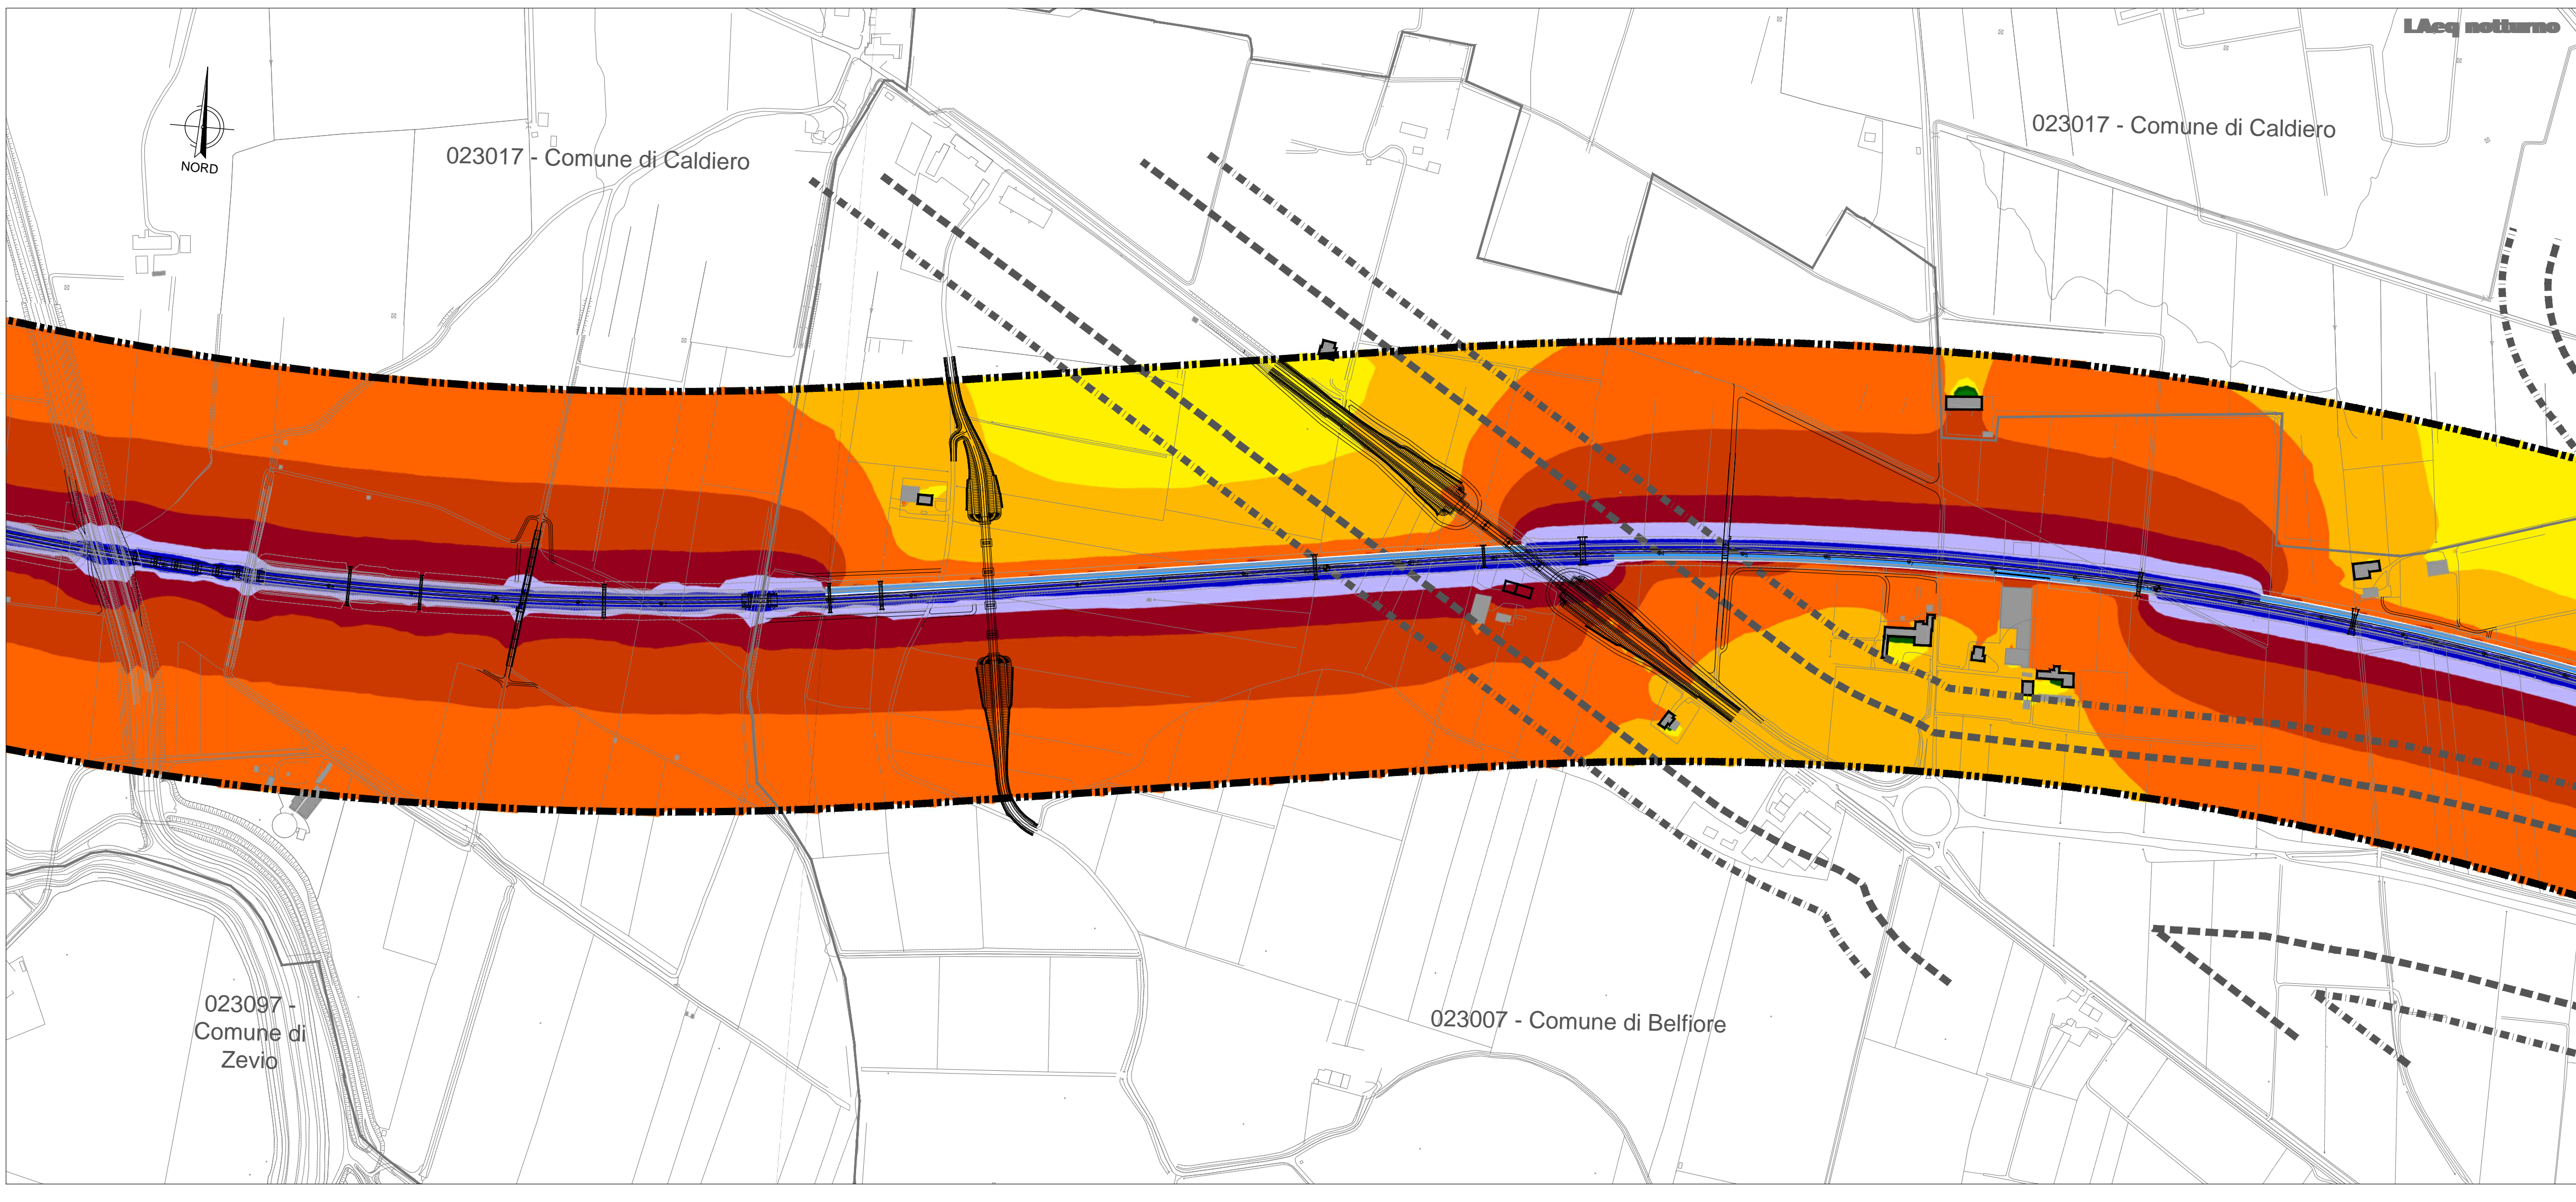 LAeq notturno
023017 - Comune di Caldiero
023017 - Comune di Caldiero
NORD
023097 -
Comune di
Zevio
023007 - Comune di Belfiore